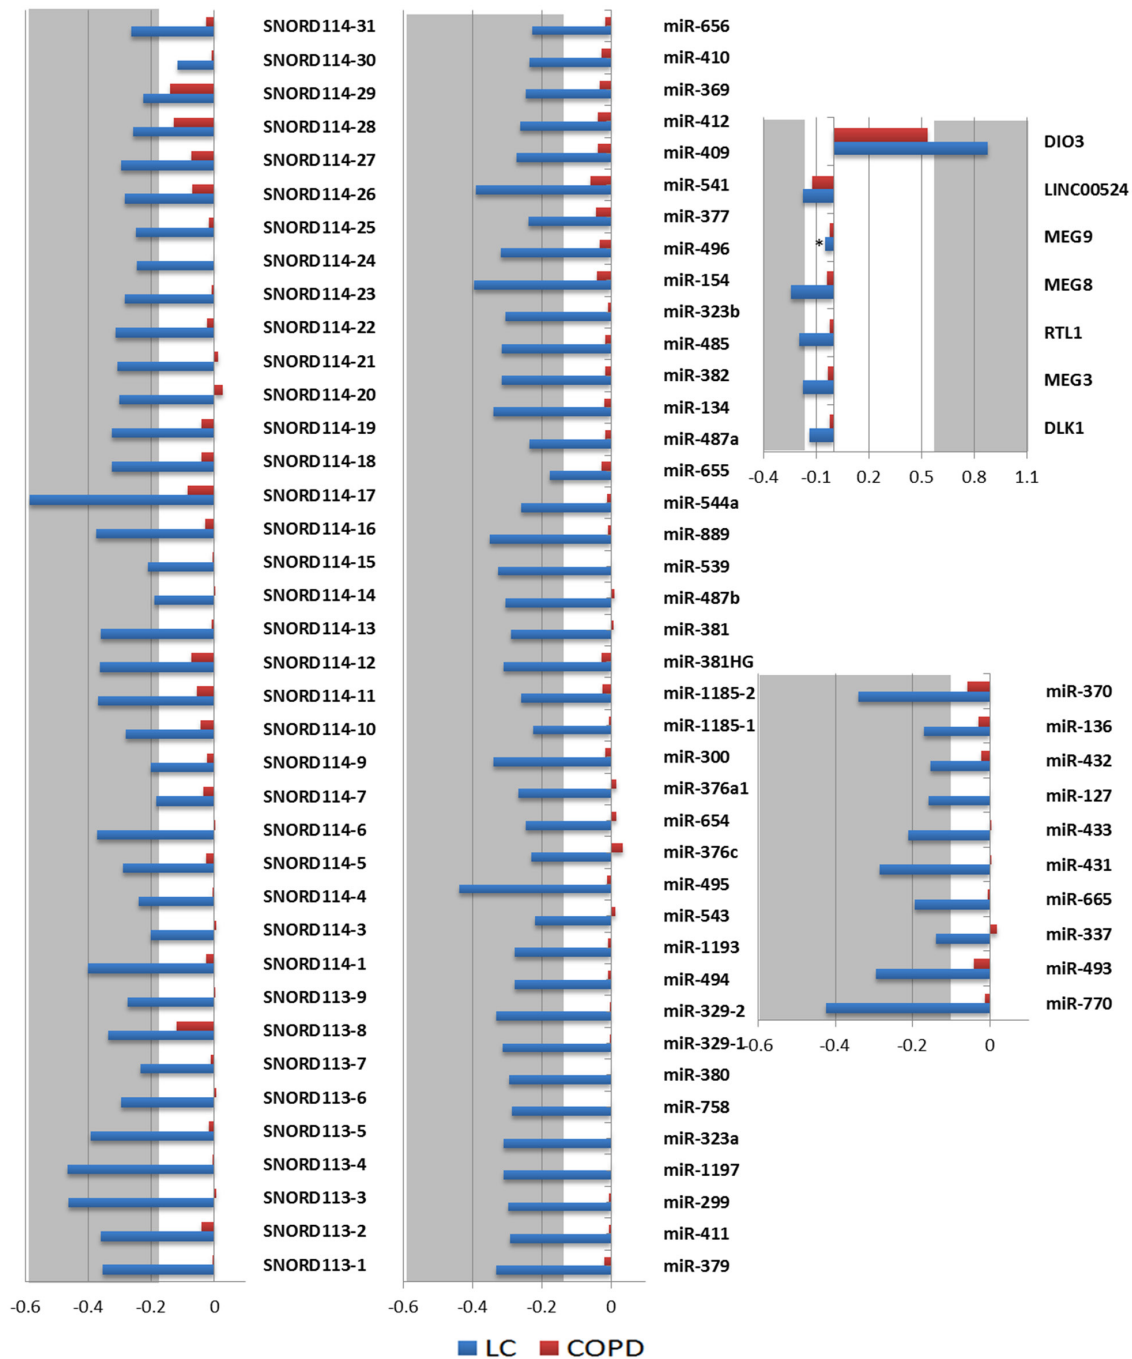 SNORD114-31
SNORD114-30
SNORD114-29
SNORD114-28
SNORD114-27
SNORD114-26
SNORD114-25
SNORD114-24
SNORD114-23
SNORD114-22
SNORD114-21
SNORD114-20
SNORD114-19
SNORD114-18
SNORD114-17
SNORD114-16
SNORD114-15
SNORD114-14
SNORD114-13
SNORD114-12
SNORD114-11
SNORD114-10
SNORD114-9
SNORD114-7
SNORD114-6
SNORD114-5
SNORD114-4
SNORD114-3
SNORD114-1
SNORD113-9
SNORD113-8
SNORD113-7
SNORD113-6
SNORD113-5
SNORD113-4
SNORD113-3
SNORD113-2
SNORD113-1
-0.6 -0.4 -0.2 0
miR-656
miR-410
miR-369
miR-412
miR-409
miR-541
miR-377
miR-496
miR-154
miR-323b
miR-485
miR-382
miR-134
miR-487a
miR-655
miR-544a
miR-889
miR-539
miR-487b
miR-381
miR-381HG
miR-1185-2
miR-1185-1
miR-300
miR-376a1
miR-654
miR-376c
miR-495
miR-543
miR-1193
miR-494
miR-329-2
miR-329-1
miR-380
miR-758
miR-323a
miR-1197
miR-299
miR-411
miR-379
-0.6 -0.4 -0.2 0
DIO3
LINC00524
MEG9
*
MEG8
RTL1
MEG3
DLK1
-0.4 -0.1 0.2 0.5 0.8 1.1
miR-370
miR-136
miR-432
miR-127
miR-433
miR-431
miR-665
miR-337
miR-493
miR-770
-0.6 -0.4 -0.2 0
LC COPD